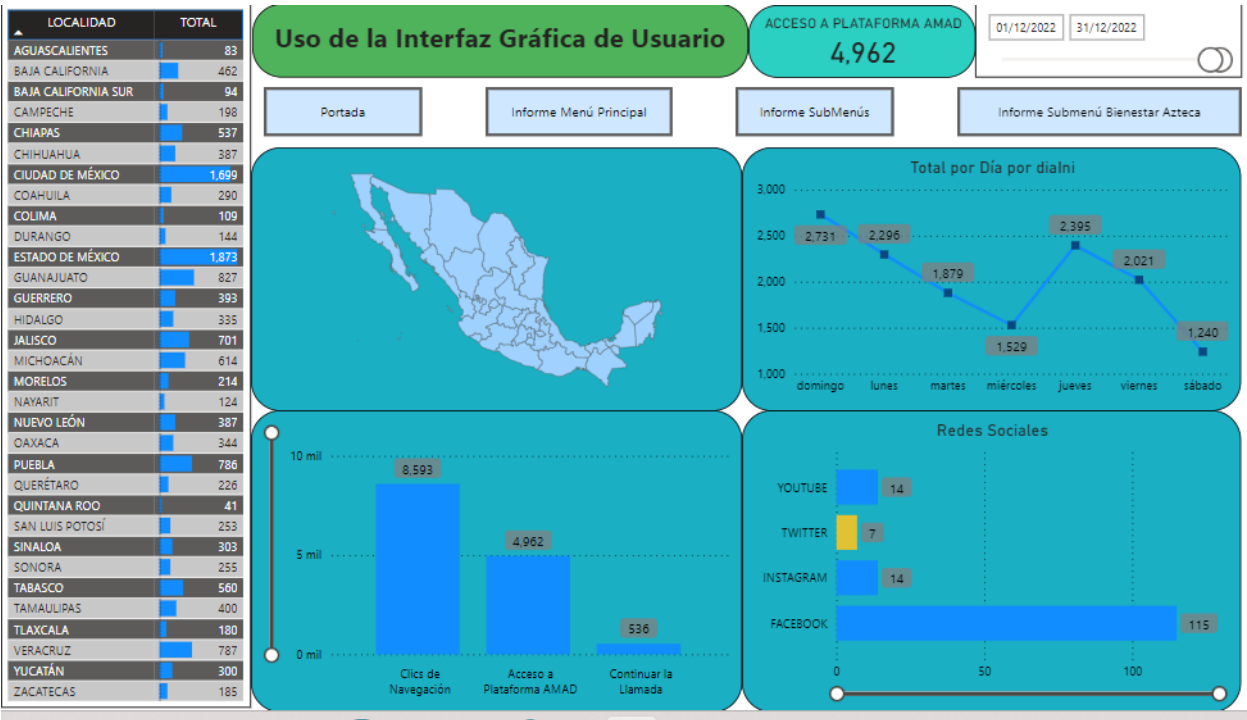 LOCALIDAD TOTAL
AGUASCALIENTES 83
BAJA CALIFORNIA 462
BAJA CALIFORNIA SUR 94
CAMPECHE 198
CHIAPAS 537
CHIHUAHUA 387
CIUDAD DE MÉXICO 1,699
COAHUILA 290
COLIMA 109
DURANGO 144
ESTADO DE MÉXICO 1,873
GUANAJUATO 827
GUERRERO 393
HIDALGO 335
JALISCO 701
MICHOACÁN 614
MORELOS 214
NAYARIT 124
NUEVO LEÓN 387
OAXACA 344
PUEBLA 786
QUERÉTARO 226
QUINTANA ROO 41
SAN LUIS POTOSÍ 253
SINALOA 303
SONORA 255
TABASCO 560
TAMAULIPAS 400
TLAXCALA 180
VERACRUZ 787
YUCATÁN 300
ZACATECAS 185
Uso de la Interfaz Gráfica de Usuario
ACCESO A PLATAFORMA AMAD
4,962
01/12/2022 31/12/2022
Portada
Informe Menú Principal
Informe SubMenús
Informe Submenú Bienestar Azteca
Total por Día por diaIni
3,000
2,500
2,000
1,500
1,000
2,731
2,296
1,879
1,529
2,395
2,021
1,240
domingo lunes martes miércoles jueves viernes sábado
10 mil
5 mil
0 mil
8,593
4,962
536
Clics de
Navegación
Acceso a
Plataforma AMAD
Continuar la
Llamada
Redes Sociales
YOUTUBE 14
TWITTER 7
INSTAGRAM 14
FACEBOOK 115
0 50 100